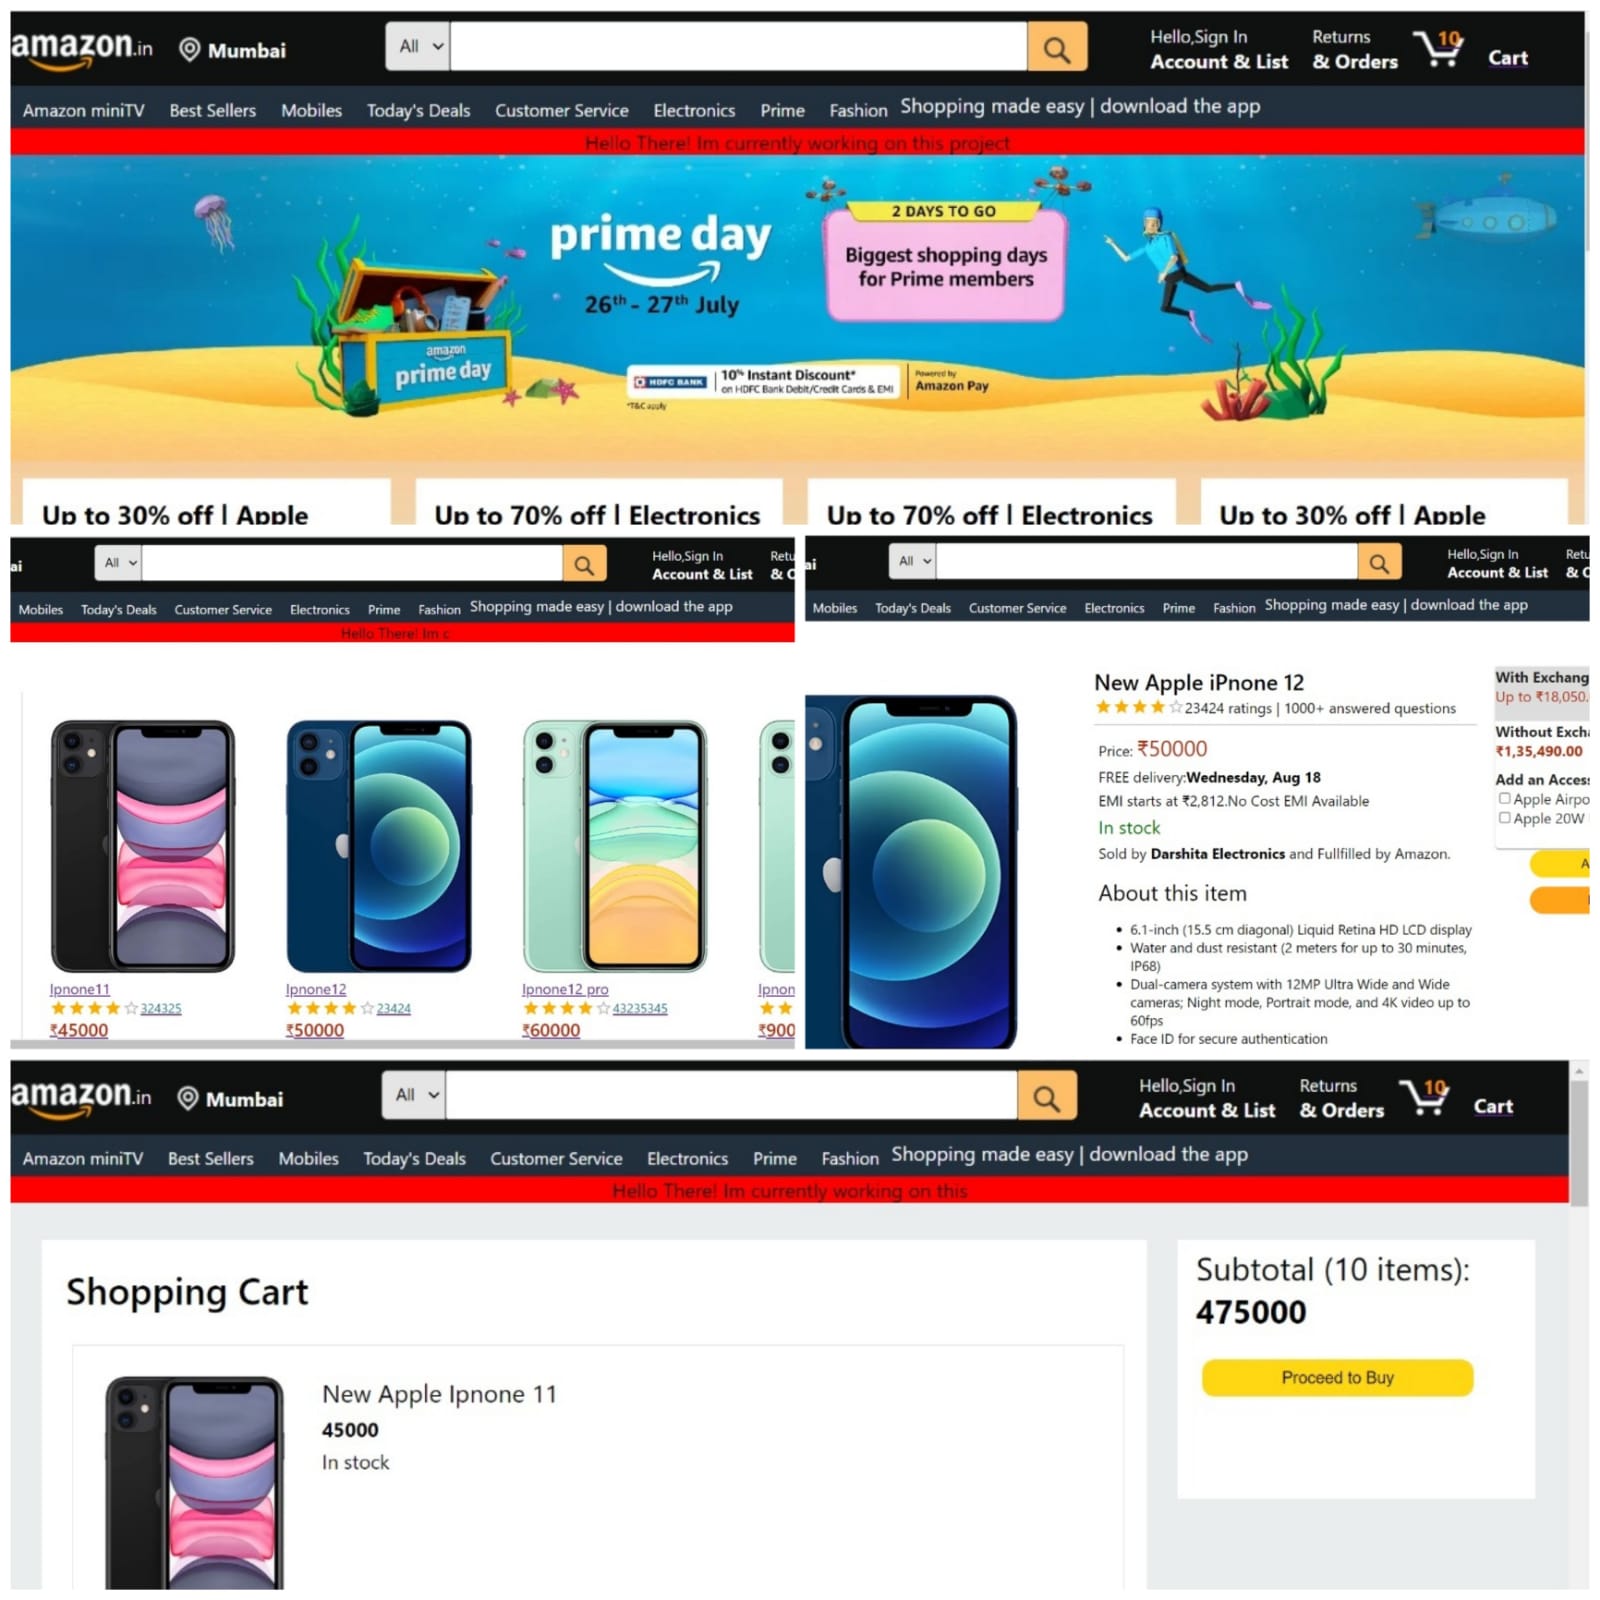 amazon.in Mumbai All Hello,Sign In Returns 10
Account & List & Orders Cart
Amazon miniTV Best Sellers Mobiles Today's Deals Customer Service Electronics Prime Fashion Shopping made easy | download the app
Hello There! Im currently working on this project
prime day
26th - 27th July
2 DAYS TO GO
Biggest shopping days
for Prime members
amazon
prime day
HDFC BANK
10% Instant Discount*
on HDFC Bank Debit/Credit Cards & EMI
Powered by
Amazon Pay
*T&C apply
Up to 30% off | Apple Up to 70% off | Electronics Up to 70% off | Electronics Up to 30% off | Apple
ai All Hello,Sign In Retu
Account & List &
Mobiles Today's Deals Customer Service Electronics Prime Fashion Shopping made easy | download the app
Hello There! Im c
Ipnone11 Ipnone12 Ipnone12 pro Ipnon
324325 23424 43235345
₹45000 ₹50000 ₹60000 ₹900
ai All Hello,Sign In Retu
Account & List &
Mobiles Today's Deals Customer Service Electronics Prime Fashion Shopping made easy | download the app
New Apple iPnone 12
23424 ratings | 1000+ answered questions
Price: ₹50000
FREE delivery:Wednesday, Aug 18
EMI starts at ₹2,812.No Cost EMI Available
In stock
Sold by Darshita Electronics and Fullfilled by Amazon.
About this item
• 6.1-inch (15.5 cm diagonal) Liquid Retina HD LCD display
• Water and dust resistant (2 meters for up to 30 minutes,
IP68)
• Dual-camera system with 12MP Ultra Wide and Wide
cameras; Night mode, Portrait mode, and 4K video up to
60fps
• Face ID for secure authentication
With Exchang
Up to ₹18,050.
Without Exch
₹1,35,490.00
Add an Acces
Apple Airpo
Apple 20W
A
amazon.in Mumbai All Hello,Sign In Returns 10
Account & List & Orders Cart
Amazon miniTV Best Sellers Mobiles Today's Deals Customer Service Electronics Prime Fashion Shopping made easy | download the app
Hello There! Im currently working on this
Shopping Cart
New Apple Ipnone 11
45000
In stock
Subtotal (10 items):
475000
Proceed to Buy